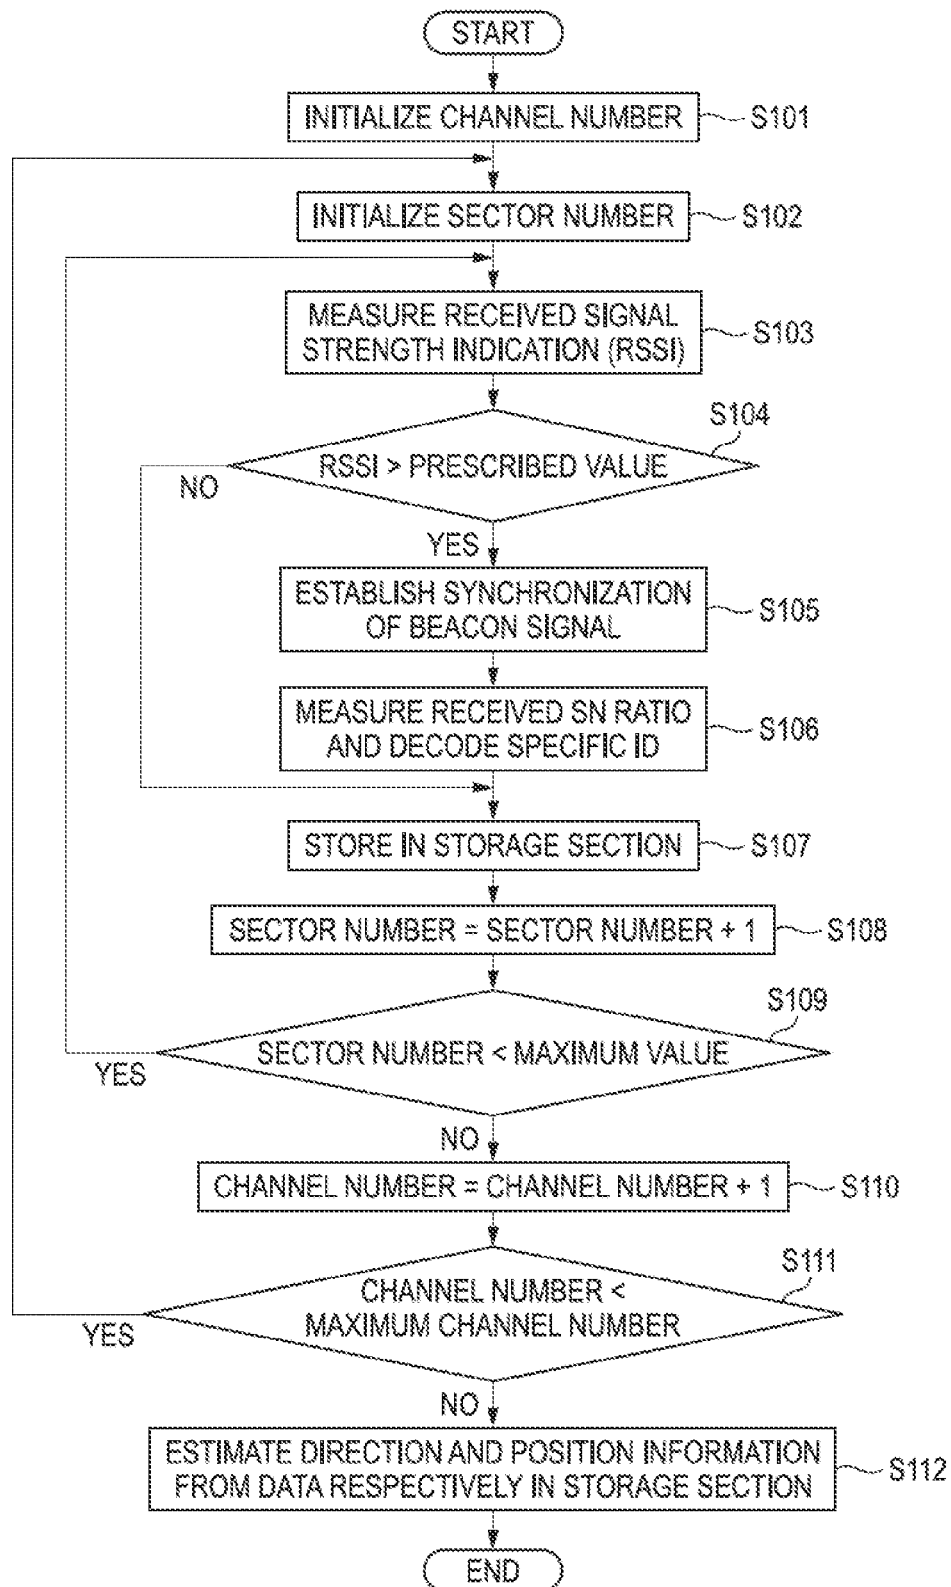 START
INITIALIZE CHANNEL NUMBER
S101
INITIALIZE SECTOR NUMBER
S102
MEASURE RECEIVED SIGNAL
STRENGTH INDICATION (RSSI)
S103
S104
RSSI > PRESCRIBED VALUE
NO
YES
ESTABLISH SYNCHRONIZATION
OF BEACON SIGNAL
S105
MEASURE RECEIVED SN RATIO
AND DECODE SPECIFIC ID
S106
STORE IN STORAGE SECTION
S107
SECTOR NUMBER = SECTOR NUMBER + 1
S108
S109
SECTOR NUMBER < MAXIMUM VALUE
YES
NO
CHANNEL NUMBER = CHANNEL NUMBER + 1
S110
S111
CHANNEL NUMBER <
MAXIMUM CHANNEL NUMBER
YES
NO
ESTIMATE DIRECTION AND POSITION INFORMATION
FROM DATA RESPECTIVELY IN STORAGE SECTION
S112
END